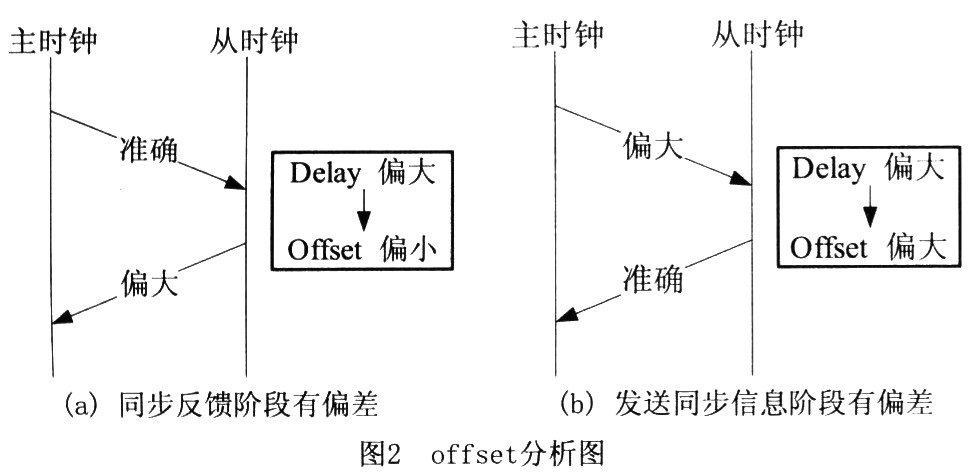 主时钟 从时钟
准确
偏大
Delay 偏大
Offset 偏小
(a) 同步反馈阶段有偏差
主时钟 从时钟
偏大
准确
Delay 偏大
Offset 偏大
(b) 发送同步信息阶段有偏差
图2 offset分析图